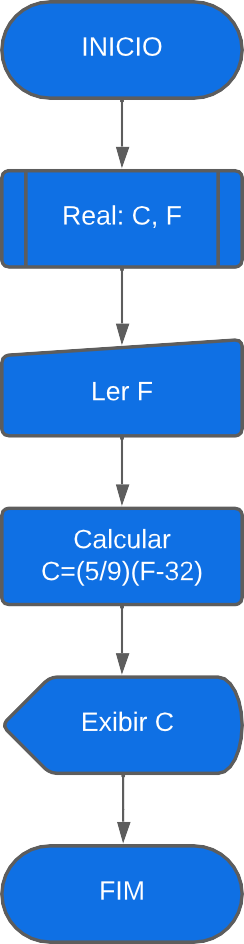 INICIO
Real: C, F
Ler F
Calcular
C=(5/9)(F-32)
Exibir C
FIM